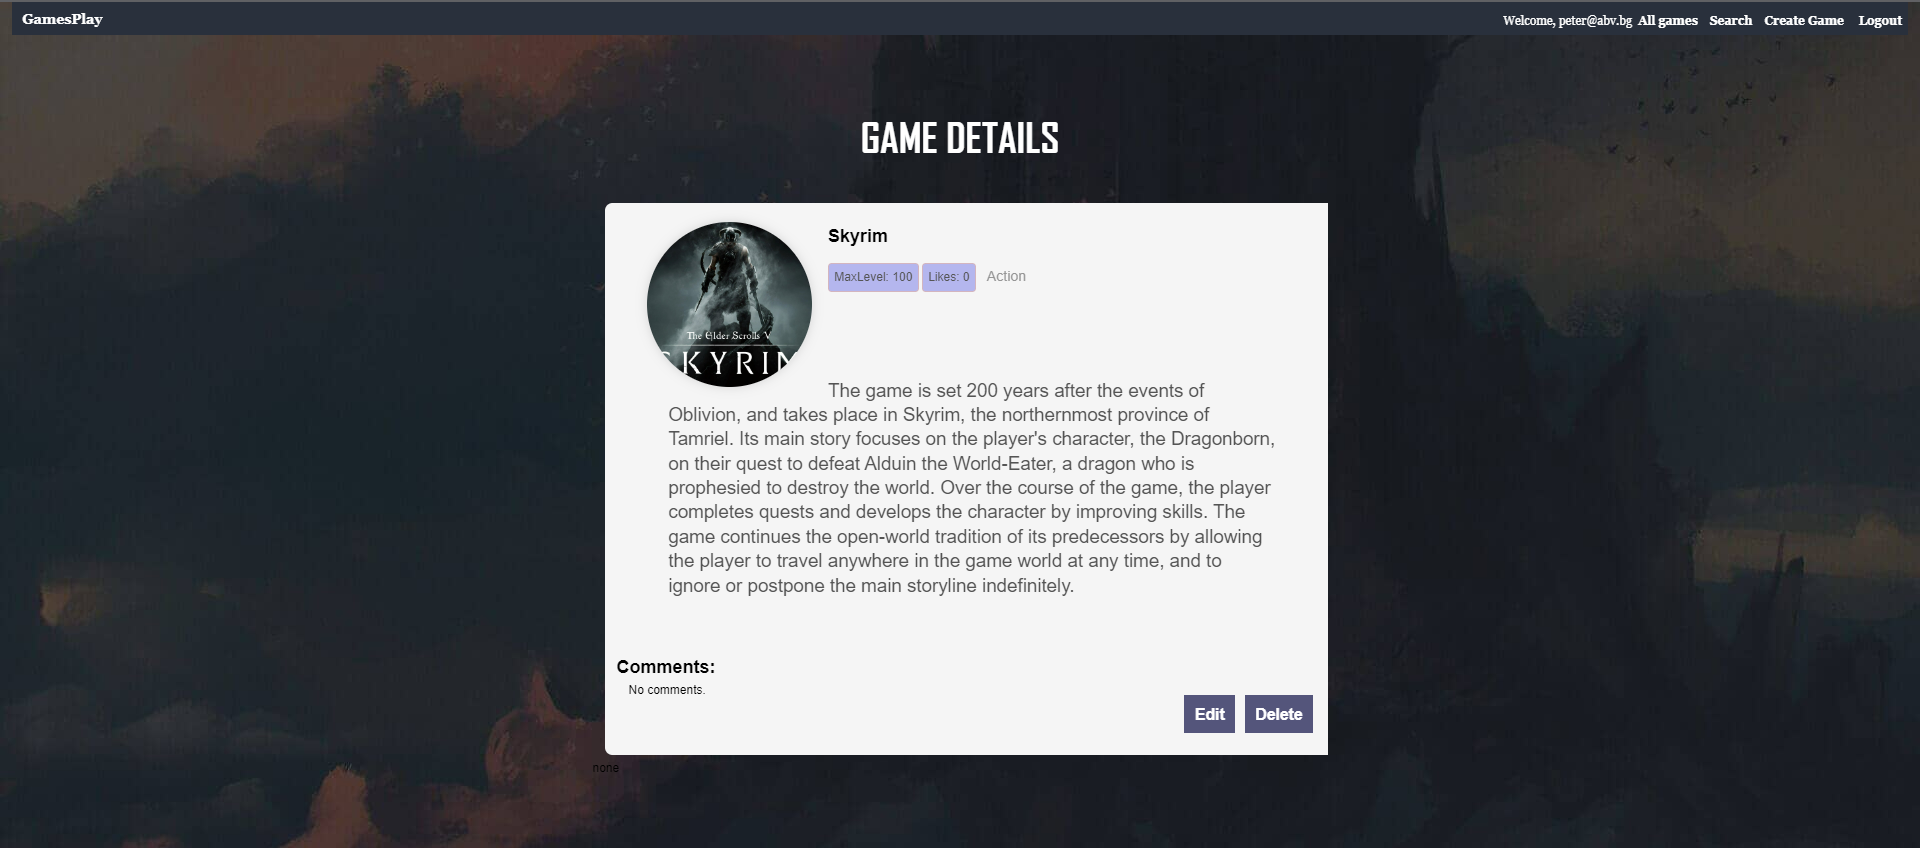 GamesPlay
Welcome, peter@abv.bg All games Search Create Game Logout
GAME DETAILS
Skyrim
MaxLevel: 100 Likes: 0 Action
The Elder Scrolls V
SKYRIM
The game is set 200 years after the events of
Oblivion, and takes place in Skyrim, the northernmost province of
Tamriel. Its main story focuses on the player's character, the Dragonborn,
on their quest to defeat Alduin the World-Eater, a dragon who is
prophesied to destroy the world. Over the course of the game, the player
completes quests and develops the character by improving skills. The
game continues the open-world tradition of its predecessors by allowing
the player to travel anywhere in the game world at any time, and to
ignore or postpone the main storyline indefinitely.
Comments:
No comments.
Edit Delete
none